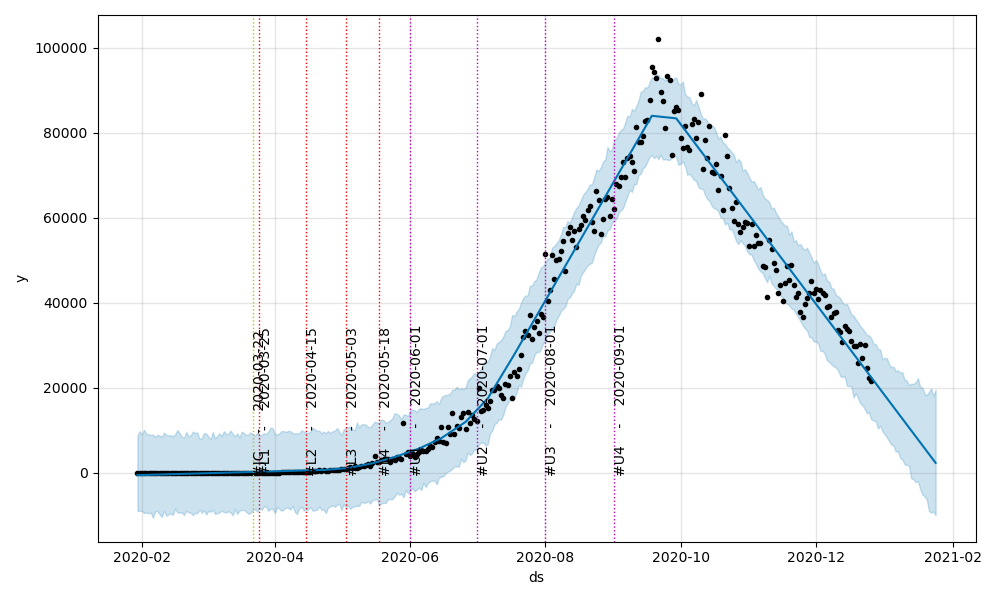 100000
80000
60000
40000
20000
0
y
#JC - 2020-03-22
#L1 - 2020-03-25
#L2 - 2020-04-15
#L3 - 2020-05-03
#L4 - 2020-05-18
#U1 - 2020-06-01
#U2 - 2020-07-01
#U3 - 2020-08-01
#U4 - 2020-09-01
2020-02
2020-04
2020-06
2020-08
2020-10
2020-12
2021-02
ds